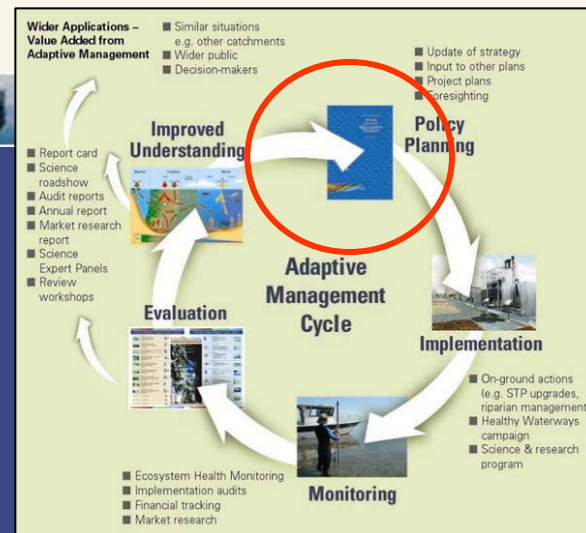 Wider Applications –
Value Added from
Adaptive Management
■ Similar situations
e.g. other catchments
■ Wider public
■ Decision-makers
■ Update of strategy
■ Input to other plans
■ Project plans
■ Foresighting
Improved
Understanding
Policy
Planning
■ Report card
■ Science
roadshow
■ Audit reports
■ Annual report
■ Market research
report
■ Science
Expert Panels
■ Review
workshops
Adaptive
Management
Cycle
Evaluation
Implementation
■ On-ground actions
(e.g. STP upgrades,
riparian management
■ Healthy Waterways
campaign
■ Science & research
program
Monitoring
■ Ecosystem Health Monitoring
■ Implementation audits
■ Financial tracking
■ Market research